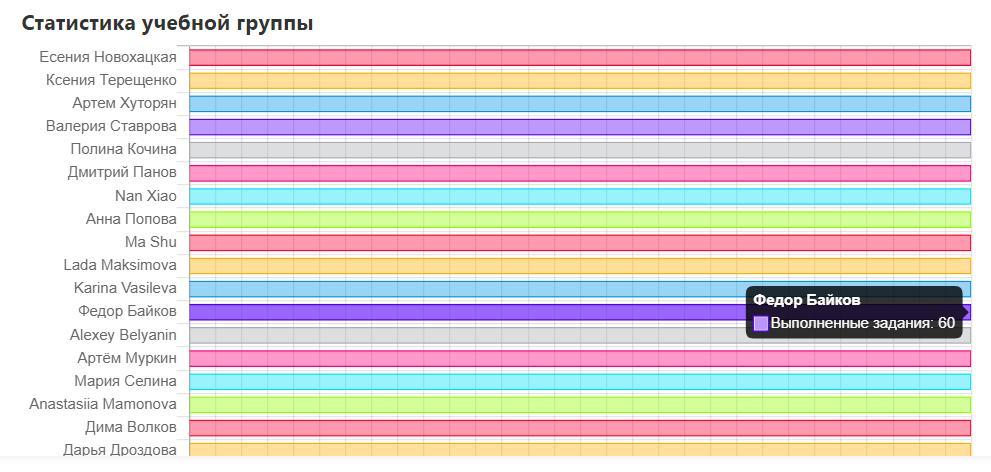 Статистика учебной группы
Есения Новохацкая
Ксения Терещенко
Артем Хуторян
Валерия Ставрова
Полина Кочина
Дмитрий Панов
Nan Xiao
Анна Попова
Ma Shu
Lada Maksimova
Karina Vasileva
Федор Байков
Федор Байков
Выполненные задания: 60
Alexey Belyanin
Артём Муркин
Мария Селина
Anastasiia Mamonova
Дима Волков
Дарья Дроздова